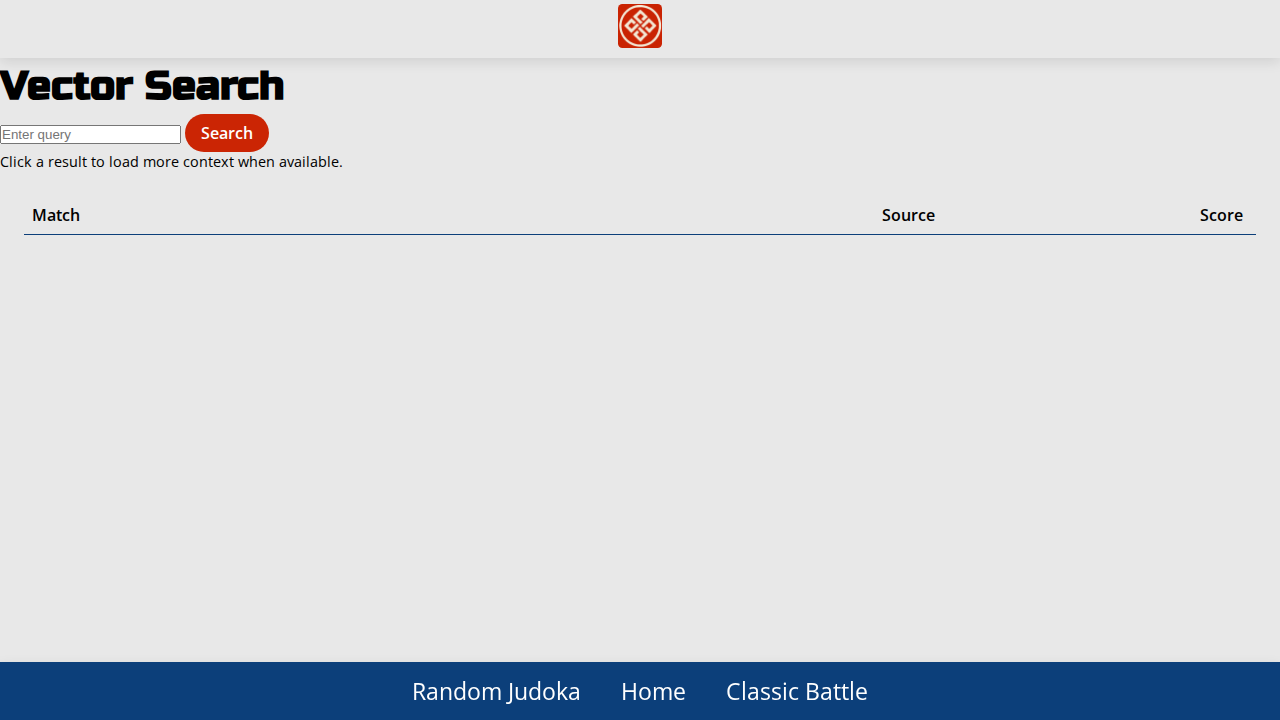 Vector Search
Enter query Search
Click a result to load more context when available.
Match Source Score
Random Judoka Home Classic Battle